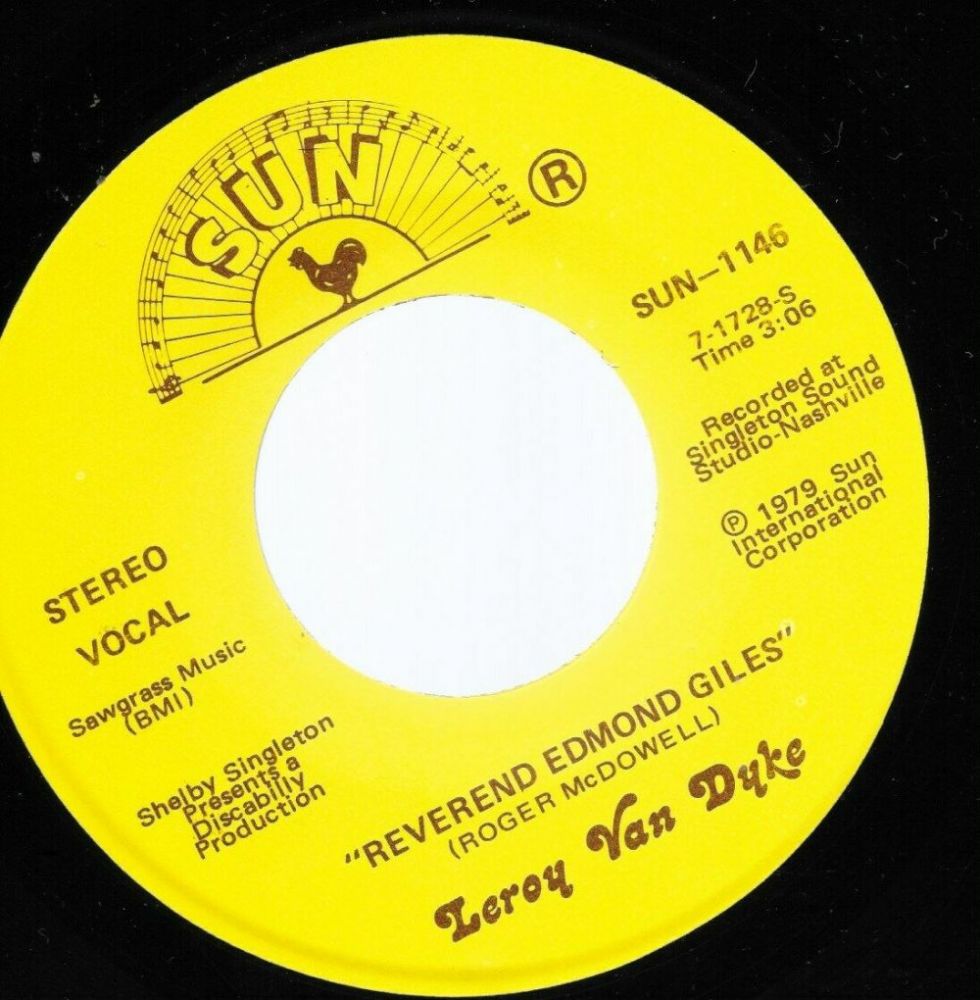 SUN ®
SUN—1146
7-1728-S
Time 3:06
Recorded at
Singleton Sound
Studio-Nashville
℗ 1979 Sun
International
Corporation
STEREO
VOCAL
Sawgrass Music
(BMI)
Shelby Singleton
Presents a
Discabilly
Production
"REVEREND EDMOND GILES"
(ROGER McDOWELL)
Leroy Van Dyke